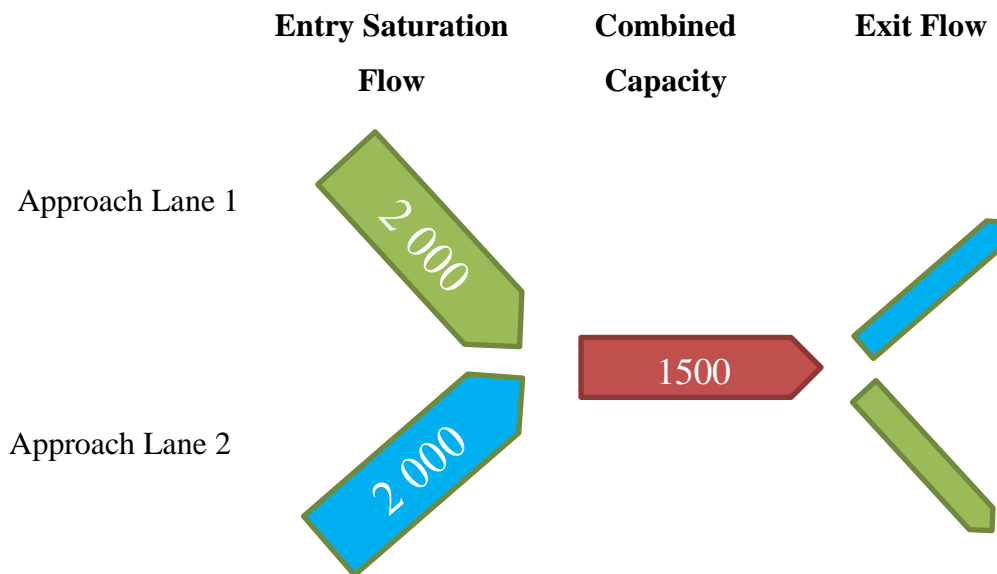 Entry Saturation
Flow
Combined
Capacity
Exit Flow
Approach Lane 1
2 000
1500
Approach Lane 2
2 000